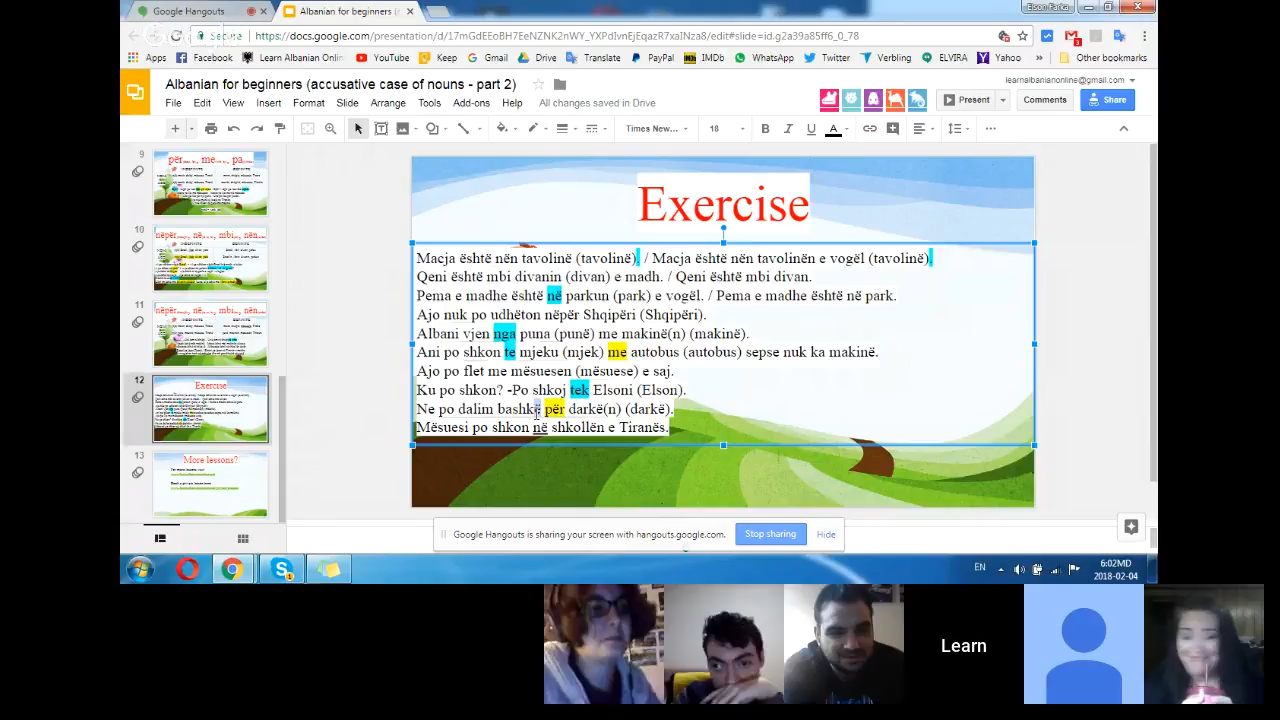 Google Hangouts
Albanian for beginners (
Elson Farka
Secure
https://docs.google.com/presentation/d/17mGdEEoBH7EeNZNK2nWY_YXPdIvnEjEqazR7xaINza8/edit#slide=id.g2a39a85ff6_0_78
Apps Facebook Learn Albanian Onlin YouTube Keep Gmail Drive Translate PayPal IMDb WhatsApp Twitter Verbling ELVIRA Yahoo » Other bookmarks
Albanian for beginners (accusative case of nouns - part 2)
learnalbanianonline@gmail.com
File Edit View Insert Format Slide Arrange Tools Add-ons Help All changes saved in Drive
Present Comments Share
Times New... 18 B I U A
9
10
11
12
Exercise
13
More lessons?
Exercise
Macja është nën tavolinë (tavolinë). / Macja është nën tavolinën e vogël (tavolinë).
Qeni është mbi divanin (divan) e madh. / Qeni është mbi divan.
Pema e madhe është në parkun (park) e vogël. / Pema e madhe është në park.
Ajo nuk po udhëton nëpër Shqipëri (Shqipëri).
Albani vjen nga puna (punë) me makinë(n) (makinë).
Ani po shkon te mjeku (mjek) me autobus (autobus) sepse nuk ka makinë.
Ajo po flet me mësuesen (mësuese) e saj.
Ku po shkon? -Po shkoj tek Elsoni (Elson).
Ne po dalim bashkë për darkë(n) (darkë).
Mësuesi po shkon në shkollën e Tiranës.
Google Hangouts is sharing your screen with hangouts.google.com.
Stop sharing
Hide
EN
6:02MD
2018-02-04
Learn